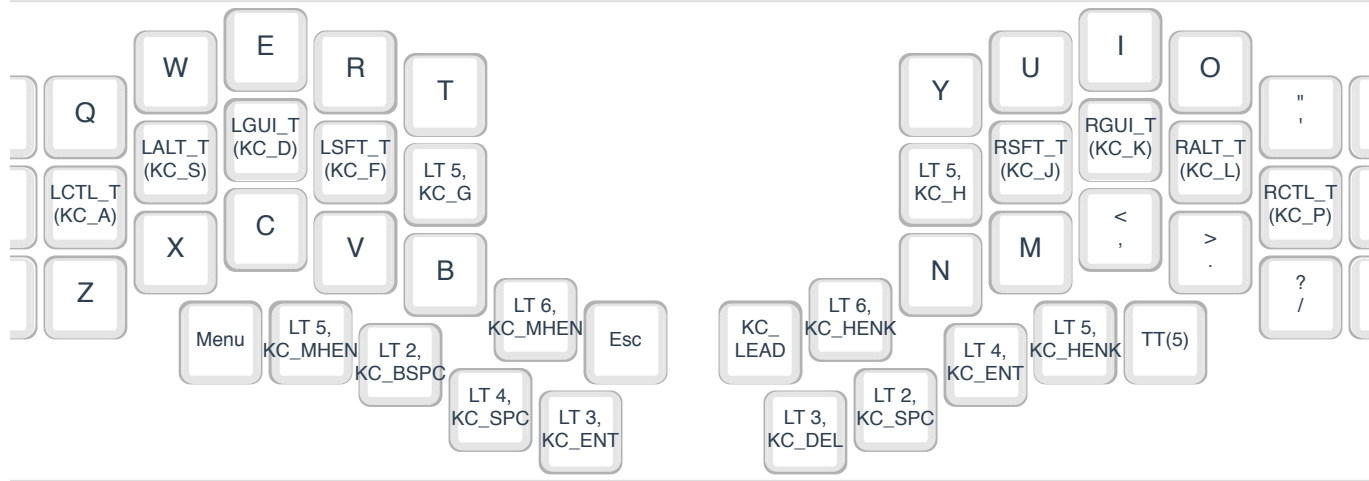 Q
W
E
R
T
Y
U
I
O
"
'
LCTL_T
(KC_A)
LALT_T
(KC_S)
LGUI_T
(KC_D)
LSFT_T
(KC_F)
LT 5,
KC_G
LT 5,
KC_H
RSFT_T
(KC_J)
RGUI_T
(KC_K)
RALT_T
(KC_L)
RCTL_T
(KC_P)
Z
X
C
V
B
N
M
<
,
>
.
?
/
Menu
LT 5,
KC_MHEN
LT 2,
KC_BSPC
LT 6,
KC_MHEN
Esc
KC_
LEAD
LT 6,
KC_HENK
LT 4,
KC_ENT
LT 5,
KC_HENK
TT(5)
LT 4,
KC_SPC
LT 3,
KC_ENT
LT 3,
KC_DEL
LT 2,
KC_SPC